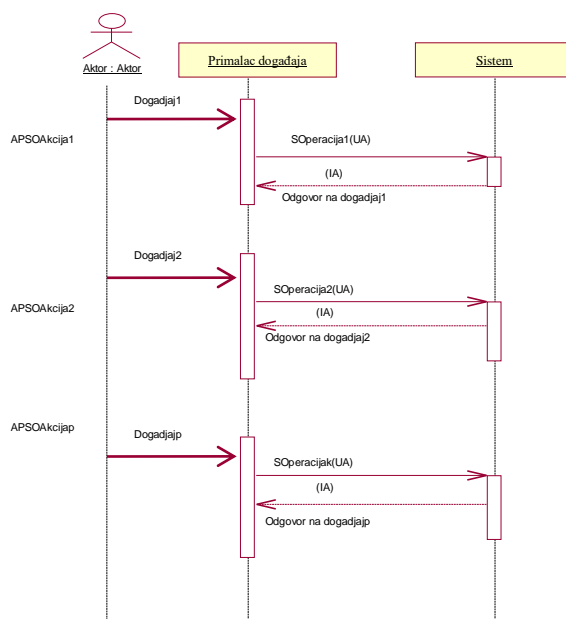 Aktor : Aktor
Primalac događaja
Sistem
Dogadjaj1
APSOAkcija1
SOperacija1(UA)
(IA)
Odgovor na dogadjaj1
Dogadjaj2
APSOAkcija2
SOperacija2(UA)
(IA)
Odgovor na dogadjaj2
APSOAkcijap
Dogadjajp
SOperacijak(UA)
(IA)
Odgovor na dogadjajp